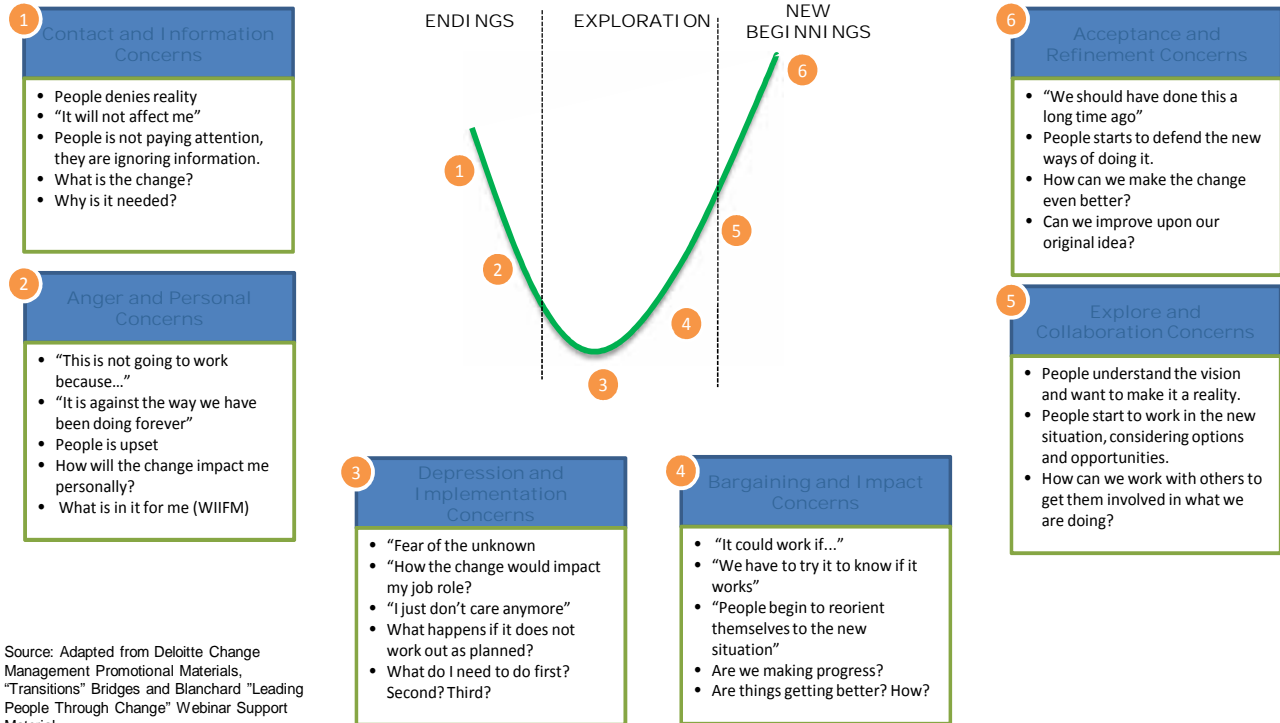 1
Contact and Information
Concerns
• People denies reality
• “It will not affect me”
• People is not paying attention,
they are ignoring information.
• What is the change?
• Why is it needed?
2
Anger and Personal
Concerns
• “This is not going to work
because…”
• “It is against the way we have
been doing forever”
• People is upset
• How will the change impact me
personally?
• What is in it for me (WIIFM)
ENDINGS
EXPLORATION
NEW
BEGINNINGS
1
2
3
4
5
6
3
Depression and
Implementation
Concerns
• “Fear of the unknown
• “How the change would impact
my job role?
• “I just don’t care anymore”
• What happens if it does not
work out as planned?
• What do I need to do first?
Second? Third?
4
Bargaining and Impact
Concerns
• “It could work if...”
• “We have to try it to know if it
works”
• “People begin to reorient
themselves to the new
situation”
• Are we making progress?
• Are things getting better? How?
6
Acceptance and
Refinement Concerns
• “We should have done this a
long time ago”
• People starts to defend the new
ways of doing it.
• How can we make the change
even better?
• Can we improve upon our
original idea?
5
Explore and
Collaboration Concerns
• People understand the vision
and want to make it a reality.
• People start to work in the new
situation, considering options
and opportunities.
• How can we work with others to
get them involved in what we
are doing?
Source: Adapted from Deloitte Change
Management Promotional Materials,
“Transitions” Bridges and Blanchard ”Leading
People Through Change” Webinar Support